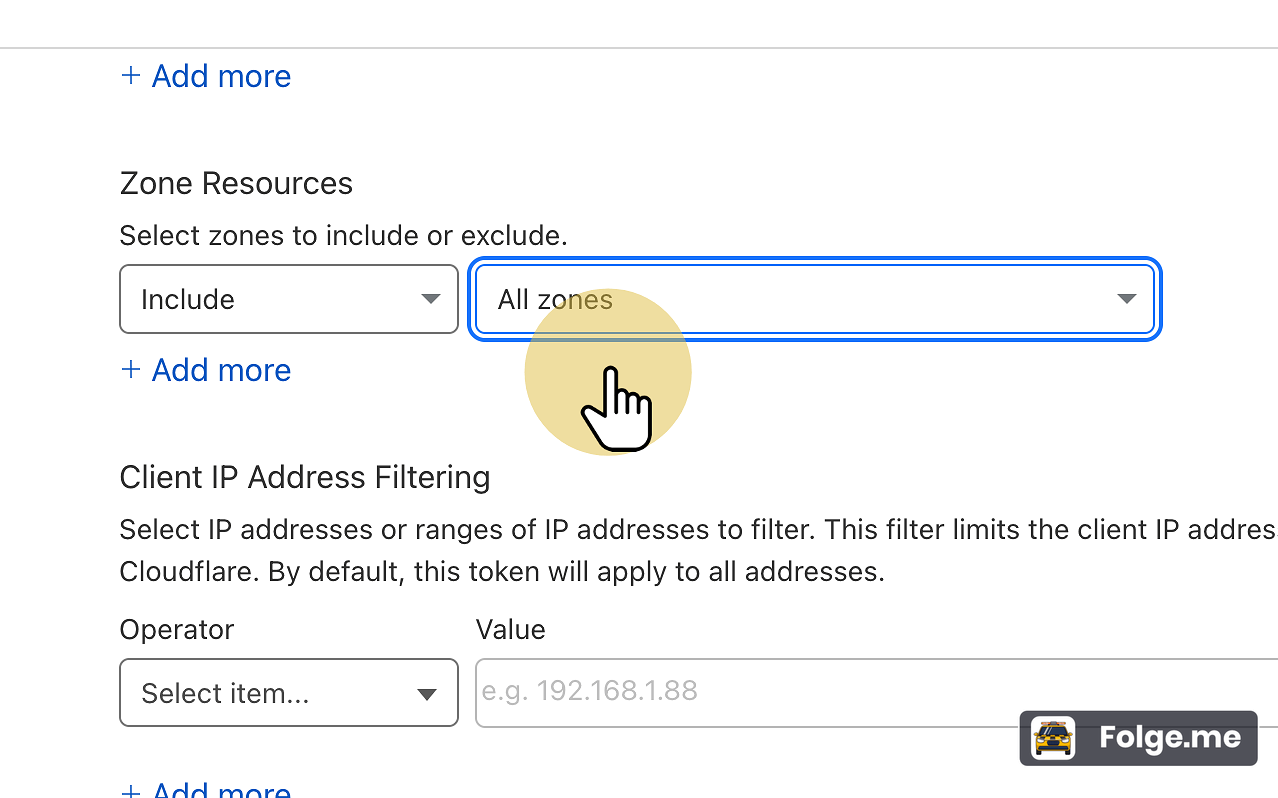 + Add more
Zone Resources
Select zones to include or exclude.
Include
All zones
+ Add more
Client IP Address Filtering
Select IP addresses or ranges of IP addresses to filter. This filter limits the client IP addres
Cloudflare. By default, this token will apply to all addresses.
Operator
Value
Select item...
e.g. 192.168.1.88
Folge.me
+ Add more